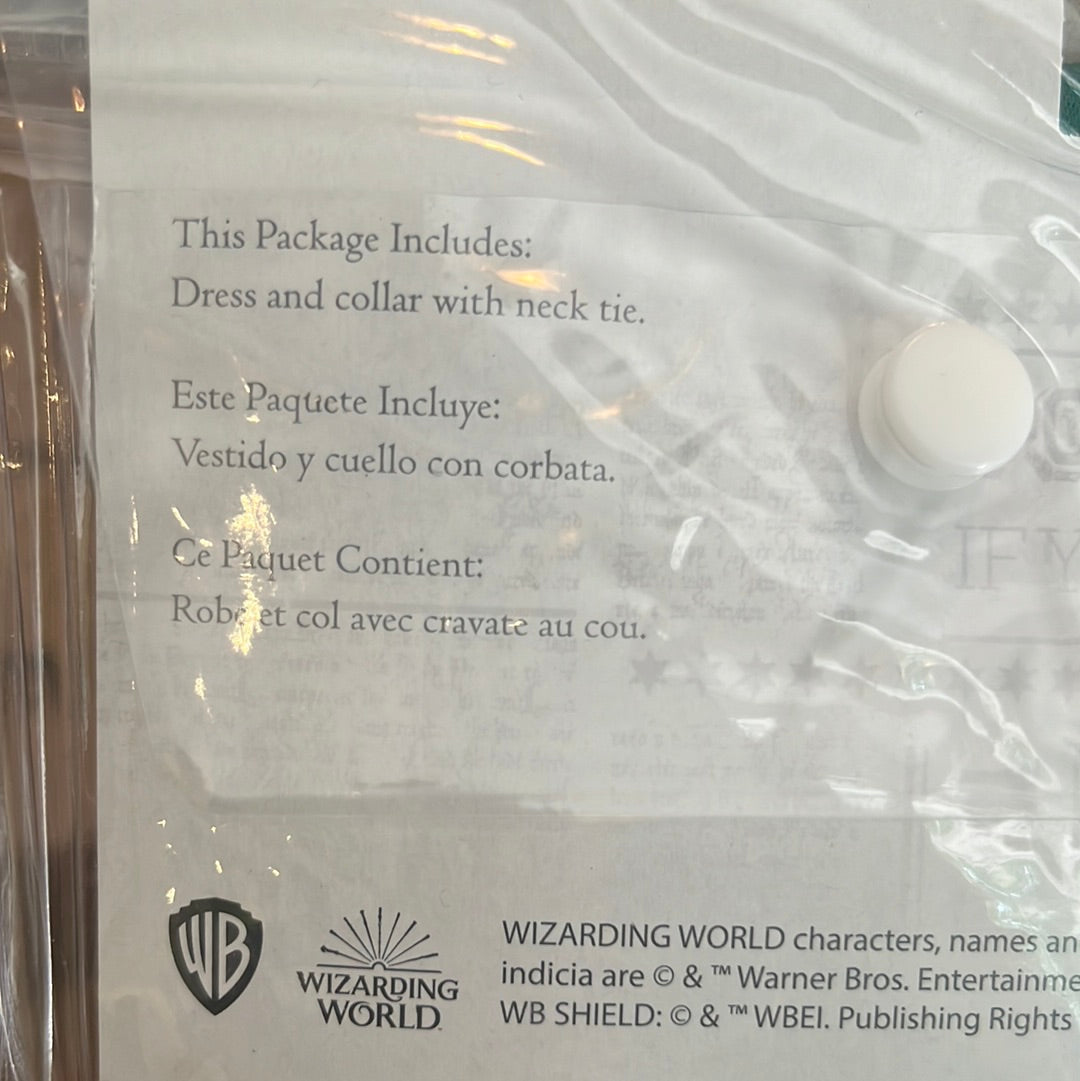 This Package Includes:
Dress and collar with neck tie.
Este Paquete Incluye:
Vestido y cuello con corbata.
Ce Paquet Contient:
Robe et col avec cravate au cou.
WB
WIZARDING
WORLD
WIZARDING WORLD characters, names an
indicia are © & ™ Warner Bros. Entertainme
WB SHIELD: © & ™ WBEI. Publishing Rights